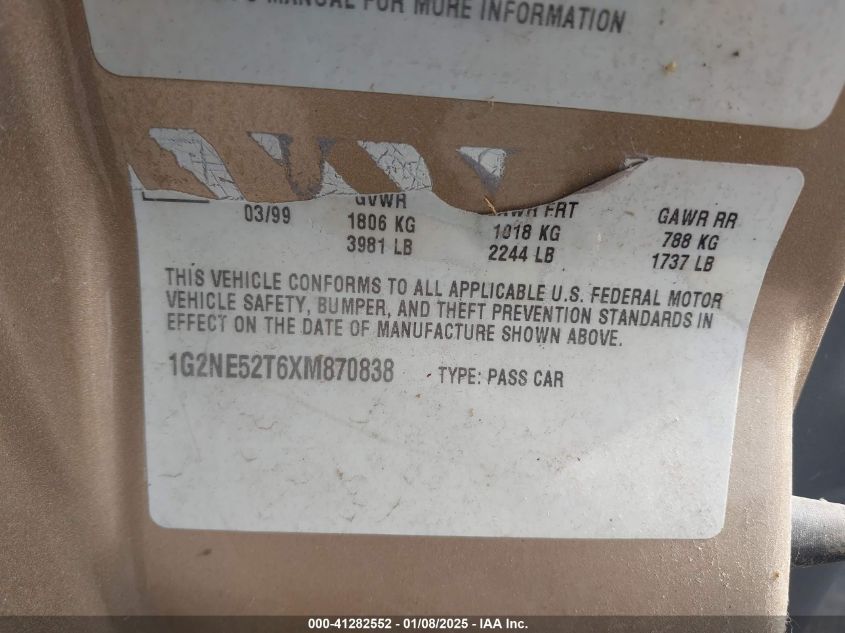 MANUAL FOR MORE INFORMATION
03/99 GVWR FRT GAWR RR
1806 KG 1018 KG 788 KG
3981 LB 2244 LB 1737 LB
THIS VEHICLE CONFORMS TO ALL APPLICABLE U.S. FEDERAL MOTOR
VEHICLE SAFETY, BUMPER, AND THEFT PREVENTION STANDARDS IN
EFFECT ON THE DATE OF MANUFACTURE SHOWN ABOVE.
1G2NE52T6XM870838 TYPE: PASS CAR
000-41282552 - 01/08/2025 - IAA Inc.